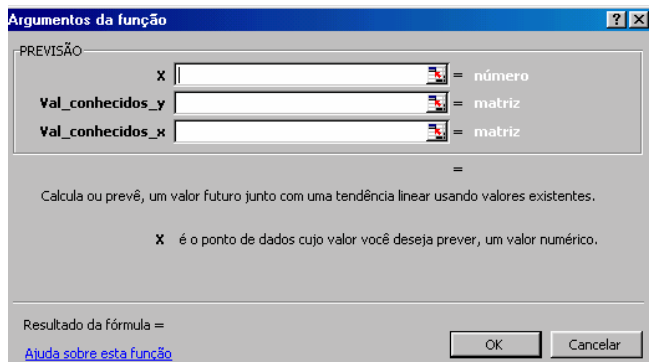 Argumentos da função
PREVISÃO
X = número
Val_conhecidos_y = matriz
Val_conhecidos_x = matriz
=
Calcula ou prevê, um valor futuro junto com uma tendência linear usando valores existentes.
X é o ponto de dados cujo valor você deseja prever, um valor numérico.
Resultado da fórmula =
Ajuda sobre esta função
OK Cancelar